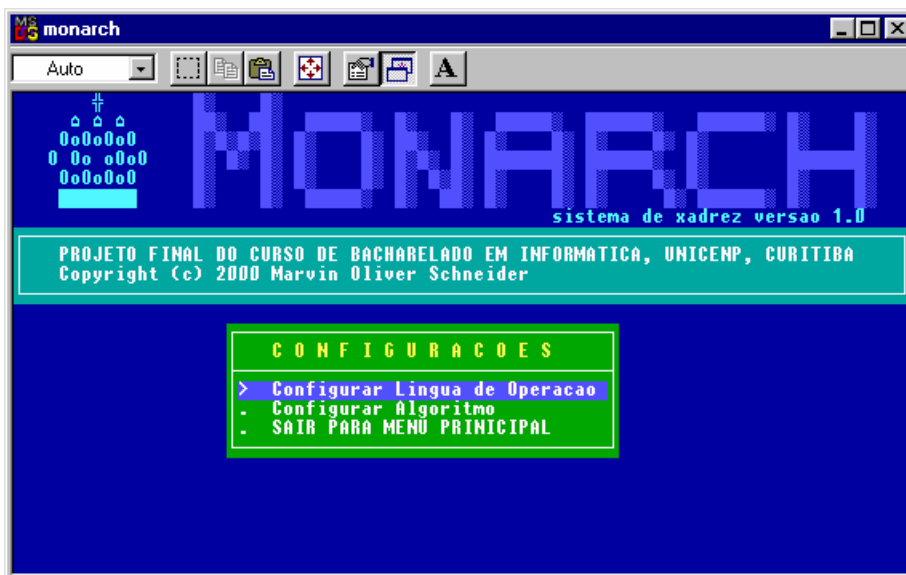 monarch
Auto
A
MONARCH
sistema de xadrez versao 1.0
PROJETO FINAL DO CURSO DE BACHARELADO EM INFORMATICA, UNICENP, CURITIBA
Copyright (c) 2000 Marvin Oliver Schneider
C O N F I G U R A C O E S
> Configurar Lingua de Operacao
. Configurar Algoritmo
. SAIR PARA MENU PRINICIPAL